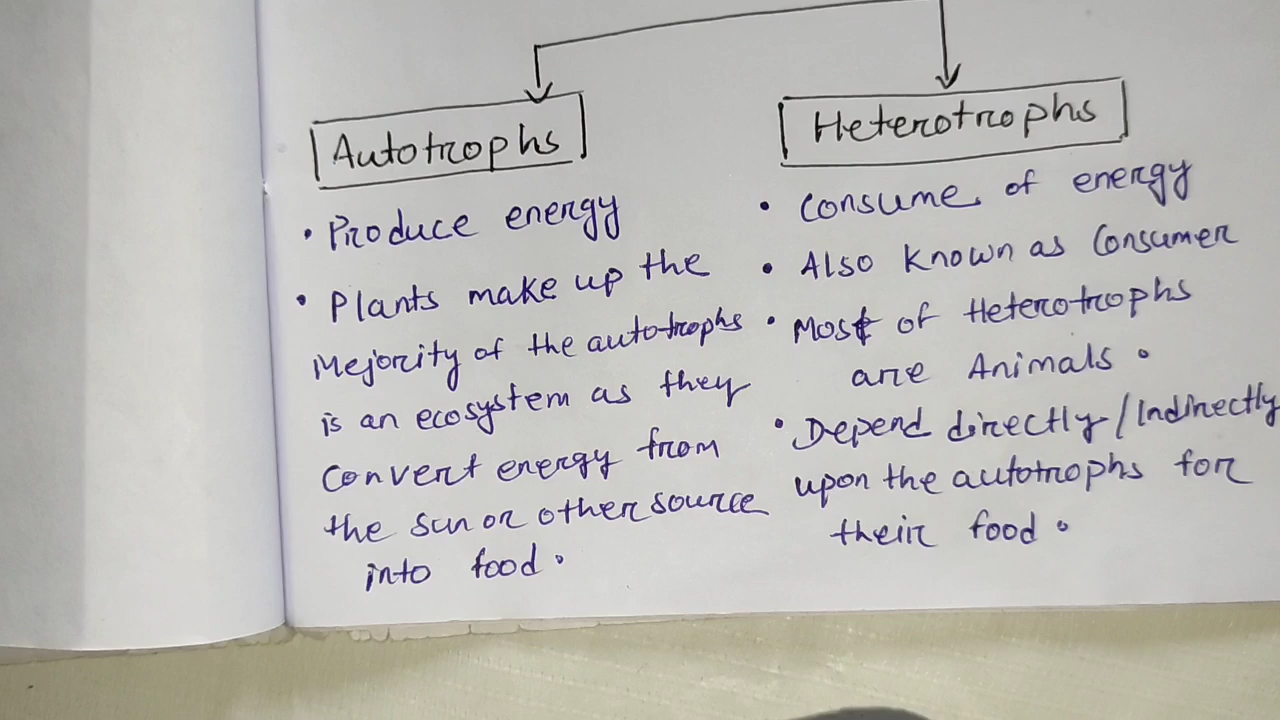 Autotrophs
• Produce energy
• Plants make up the
Mejority of the autotrophs
is an ecosystem as they
convert energy from
the sun or other source
into food.
Heterotrophs
• Consume of energy
• Also known as Consumer
• Most of Heterotrophs
are Animals.
• Depend directly/Indirectly
upon the autotrophs for
their food.